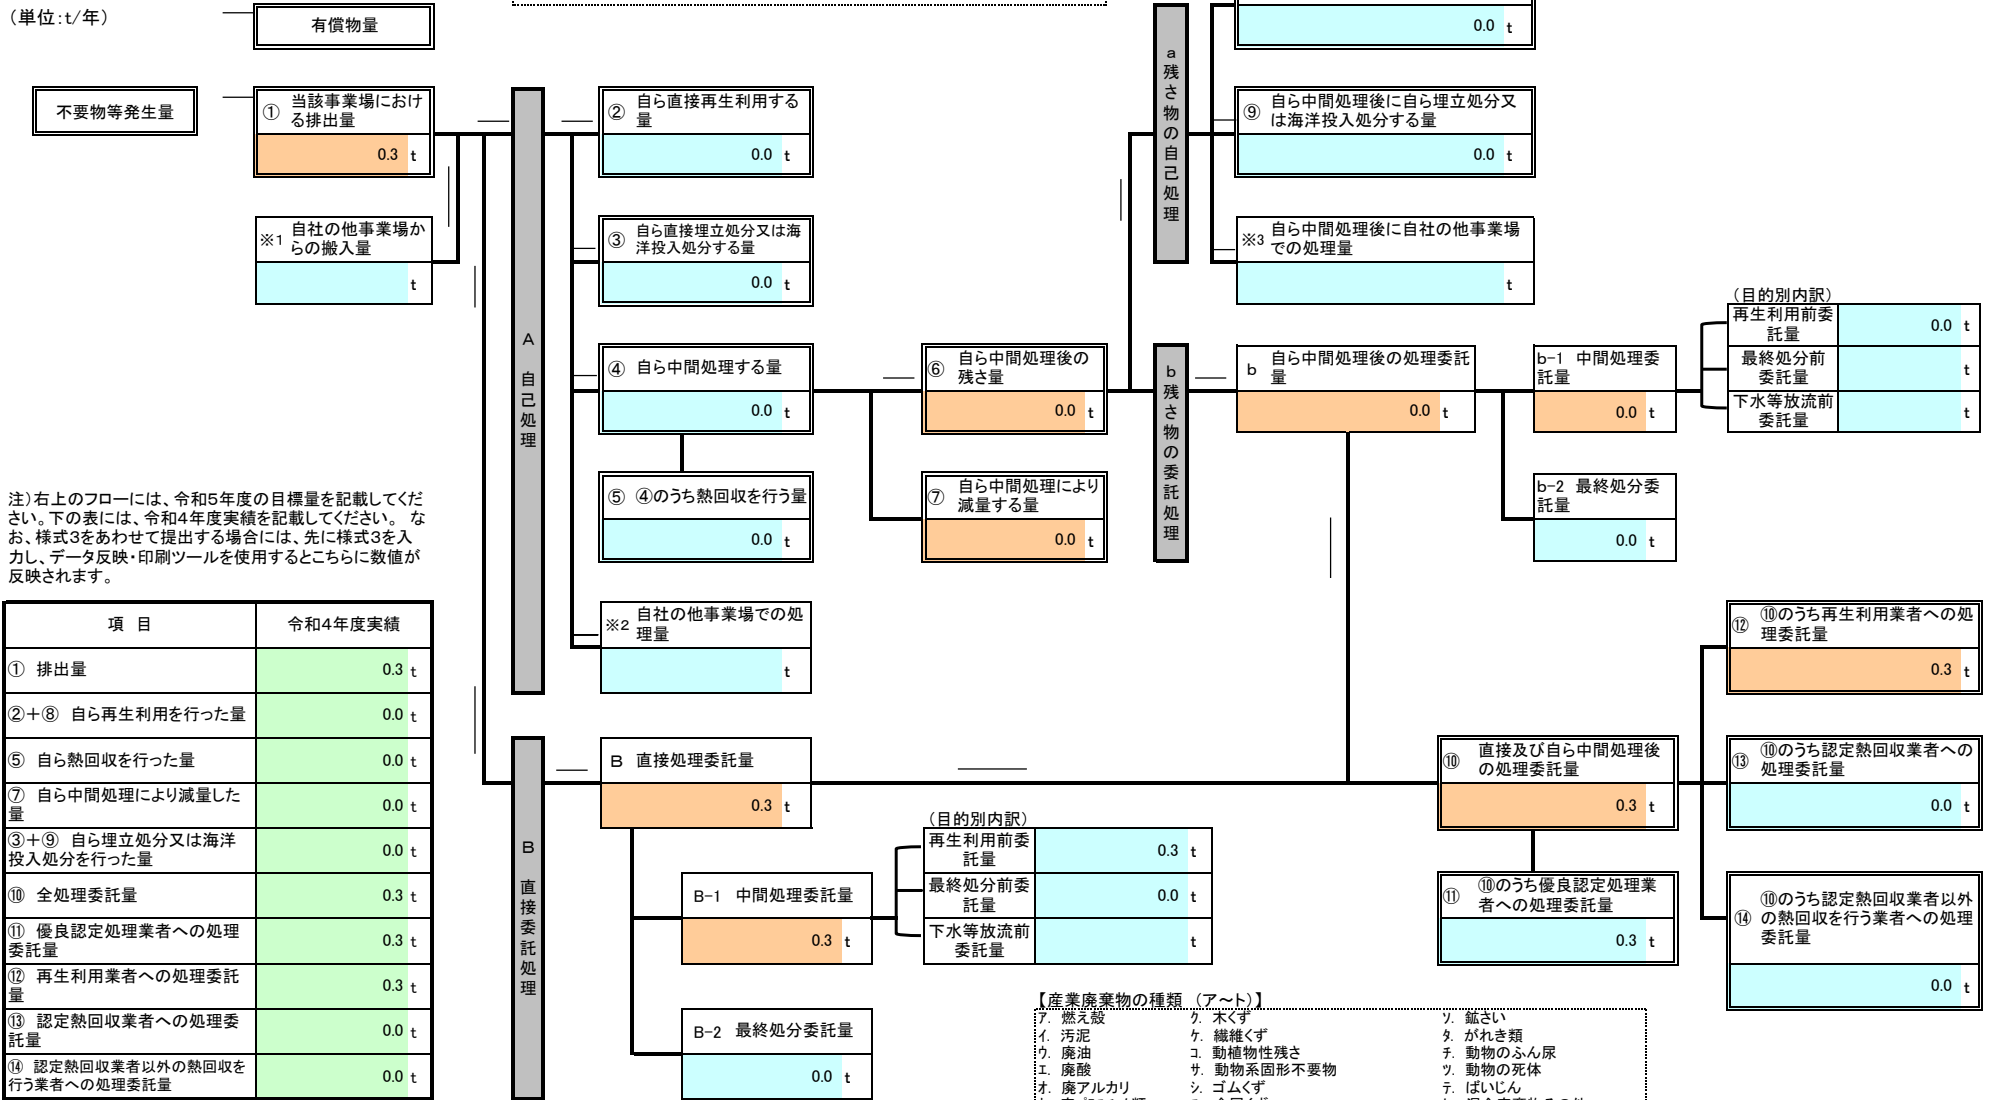 （単位：t/年）
有償物量
0.0 t
不要物等発生量
① 当該事業場におけ
る排出量
0.3 t
② 自ら直接再生利用する
量
0.0 t
a 残さ物の自己処理
⑨ 自ら中間処理後に自ら埋立処分又
は海洋投入処分する量
0.0 t
※1 自社の他事業場か
らの搬入量
t
③ 自ら直接埋立処分又は海
洋投入処分する量
0.0 t
※3 自ら中間処理後に自社の他事業場
での処理量
t
A 自己処理
④ 自ら中間処理する量
0.0 t
⑥ 自ら中間処理後の
残さ量
0.0 t
b 残さ物の委託処理
b 自ら中間処理後の処理委託
量
0.0 t
b-1 中間処理委
託量
0.0 t
（目的別内訳）
再生利用前委
託量
0.0 t
最終処分前
委託量
t
下水等放流前
委託量
t
⑤ ④のうち熱回収を行う量
0.0 t
⑦ 自ら中間処理により
減量する量
0.0 t
b-2 最終処分委
託量
0.0 t
注）右上のフローには、令和5年度の目標量を記載してくだ
さい。下の表には、令和4年度実績を記載してください。 な
お、様式3をあわせて提出する場合には、先に様式3を入
力し、データ反映・印刷ツールを使用するとこちらに数値が
反映されます。
項 目 令和4年度実績
① 排出量 0.3 t
②＋⑧ 自ら再生利用を行った量 0.0 t
⑤ 自ら熱回収を行った量 0.0 t
⑦ 自ら中間処理により減量した
量 0.0 t
③＋⑨ 自ら埋立処分又は海洋
投入処分を行った量 0.0 t
⑩ 全処理委託量 0.3 t
⑪ 優良認定処理業者への処理
委託量 0.3 t
⑫ 再生利用業者への処理委託
量 0.3 t
⑬ 認定熱回収業者への処理委
託量 0.0 t
⑭ 認定熱回収業者以外の熱回収を
行う業者への処理委託量 0.0 t
※2 自社の他事業場での処
理量
t
B 直接委託処理
B 直接処理委託量
0.3 t
B-1 中間処理委託量
0.3 t
（目的別内訳）
再生利用前委
託量
0.3 t
最終処分前委
託量
0.0 t
下水等放流前
委託量
t
B-2 最終処分委託量
0.0 t
⑩ 直接及び自ら中間処理後
の処理委託量
0.3 t
⑪ ⑩のうち優良認定処理業
者への処理委託量
0.3 t
⑫ ⑩のうち再生利用業者への処
理委託量
0.3 t
⑬ ⑩のうち認定熱回収業者への
処理委託量
0.0 t
⑭ ⑩のうち認定熱回収業者以外
の熱回収を行う業者への処理
委託量
0.0 t
【産業廃棄物の種類 （ア～ト）】
ア. 燃え殻 ク. 木くず ソ. 鉱さい
イ. 汚泥 ケ. 繊維くず タ. がれき類
ウ. 廃油 コ. 動植物性残さ チ. 動物のふん尿
エ. 廃酸 サ. 動物系固形不要物 ツ. 動物の死体
オ. 廃アルカリ シ. ゴムくず テ. ばいじん